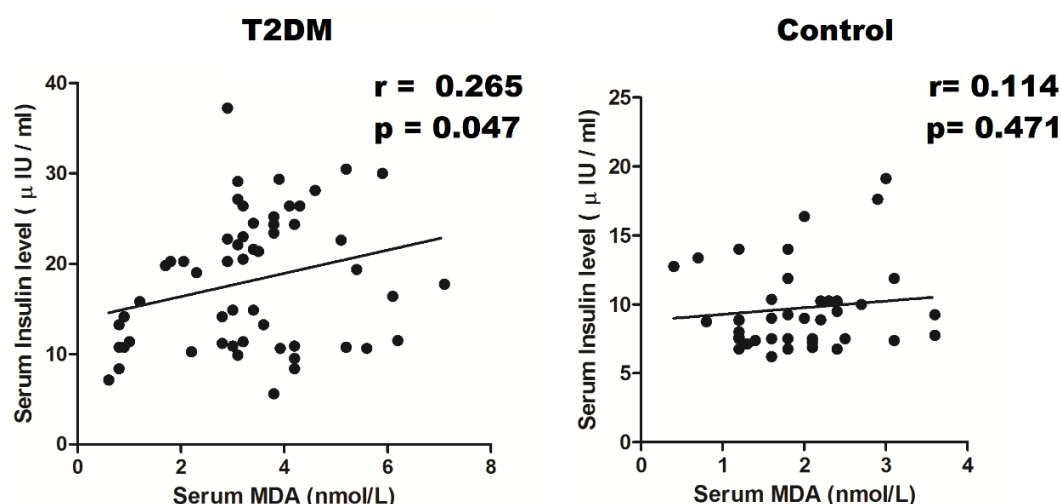 T2DM
r = 0.265
p = 0.047
Serum Insulin level ( μ IU / ml)
40
30
20
10
0
0 2 4 6 8
Serum MDA (nmol/L)
Control
r= 0.114
p= 0.471
Serum Insulin level ( μ IU / ml)
25
20
15
10
5
0
0 1 2 3 4
Serum MDA (nmol/L)